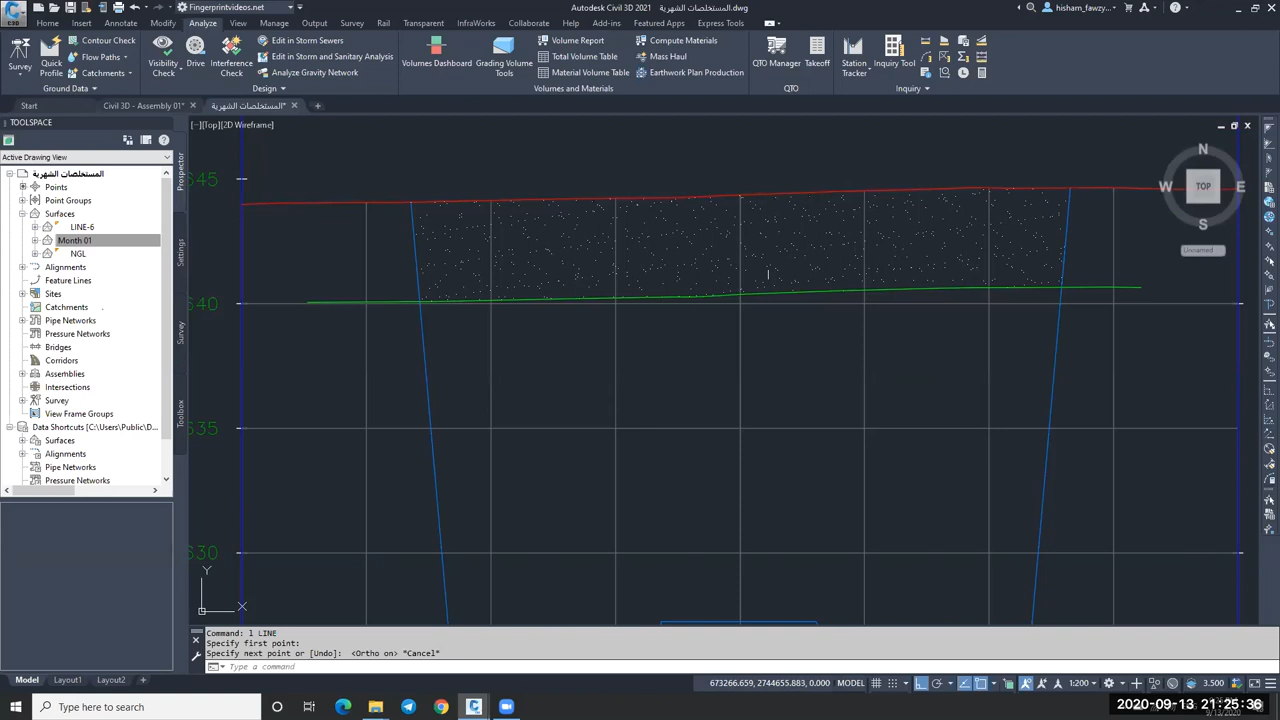 Fingerprintvideos.net
Autodesk Civil 3D 2021 المستخلصات الشهرية.dwg
hisham_fawzy...
Home Insert Annotate Modify Analyze View Manage Output Survey Rail Transparent InfraWorks Collaborate Help Add-ins Featured Apps Express Tools
Contour Check Edit in Storm Sewers Volume Report Compute Materials
Flow Paths Edit in Storm and Sanitary Analysis Total Volume Table Mass Haul
Catchments Analyze Gravity Network Material Volume Table Earthwork Plan Production
Survey Quick Profile Visibility Check Drive Interference Check Volumes Dashboard Grading Volume Tools QTO Manager Takeoff Station Tracker Inquiry Tool
Ground Data Design Volumes and Materials QTO Inquiry
Start Civil 3D - Assembly 01* المستخلصات الشهرية*
TOOLSPACE
[−][Top][2D Wireframe]
Active Drawing View
المستخلصات الشهرية
Points
Point Groups
Surfaces
LINE-6
Month 01
NGL
Alignments
Feature Lines
Sites
Catchments
Pipe Networks
Pressure Networks
Bridges
Corridors
Assemblies
Intersections
Survey
View Frame Groups
Data Shortcuts [C:\Users\Public\D...
Surfaces
Alignments
Pipe Networks
Pressure Networks
Prospector
Settings
Survey
Toolbox
645
640
635
630
Y
X
N
W TOP E
S
Unnamed
Command: l LINE
Specify first point:
Specify next point or [Undo]: <Ortho on> *Cancel*
Type a command
Model Layout1 Layout2 673266.659, 2744655.883, 0.000 MODEL 1:200 3.500
Type here to search
2020-09-13 21:25:36